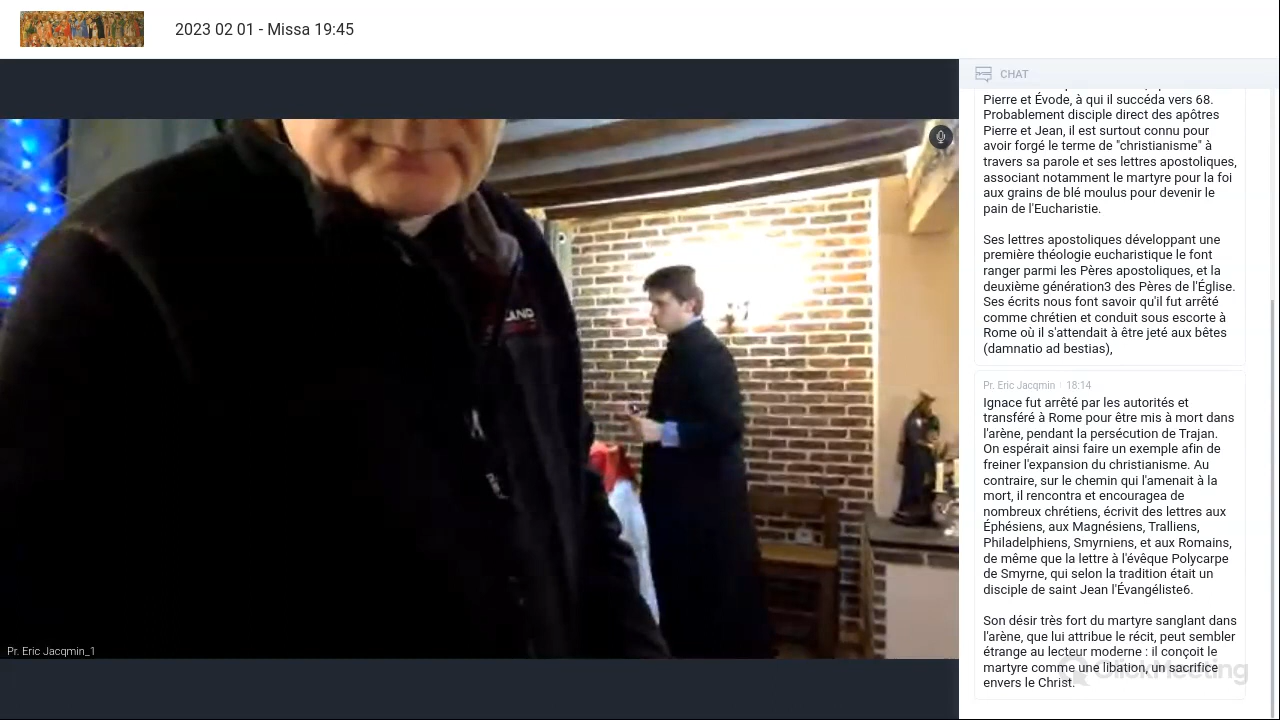 2023 02 01 - Missa 19:45
CHAT
Pierre et Évode, à qui il succéda vers 68.
Probablement disciple direct des apôtres
Pierre et Jean, il est surtout connu pour
avoir forgé le terme de "christianisme" à
travers sa parole et ses lettres apostoliques,
associant notamment le martyre pour la foi
aux grains de blé moulus pour devenir le
pain de l'Eucharistie.
Ses lettres apostoliques développant une
première théologie eucharistique le font
ranger parmi les Pères apostoliques, et la
deuxième génération3 des Pères de l'Église.
Ses écrits nous font savoir qu'il fut arrêté
comme chrétien et conduit sous escorte à
Rome où il s'attendait à être jeté aux bêtes
(damnatio ad bestias),
Pr. Eric Jacqmin 18:14
Ignace fut arrêté par les autorités et
transféré à Rome pour être mis à mort dans
l'arène, pendant la persécution de Trajan.
On espérait ainsi faire un exemple afin de
freiner l'expansion du christianisme. Au
contraire, sur le chemin qui l'amenait à la
mort, il rencontra et encouragea de
nombreux chrétiens, écrivit des lettres aux
Éphésiens, aux Magnésiens, Tralliens,
Philadelphiens, Smyrniens, et aux Romains,
de même que la lettre à l'évêque Polycarpe
de Smyrne, qui selon la tradition était un
disciple de saint Jean l'Évangéliste6.
Son désir très fort du martyre sanglant dans
l'arène, que lui attribue le récit, peut sembler
étrange au lecteur moderne : il conçoit le
martyre comme une libation, un sacrifice
envers le Christ.
ClickMeeting
LAND
Pr. Eric Jacqmin_1